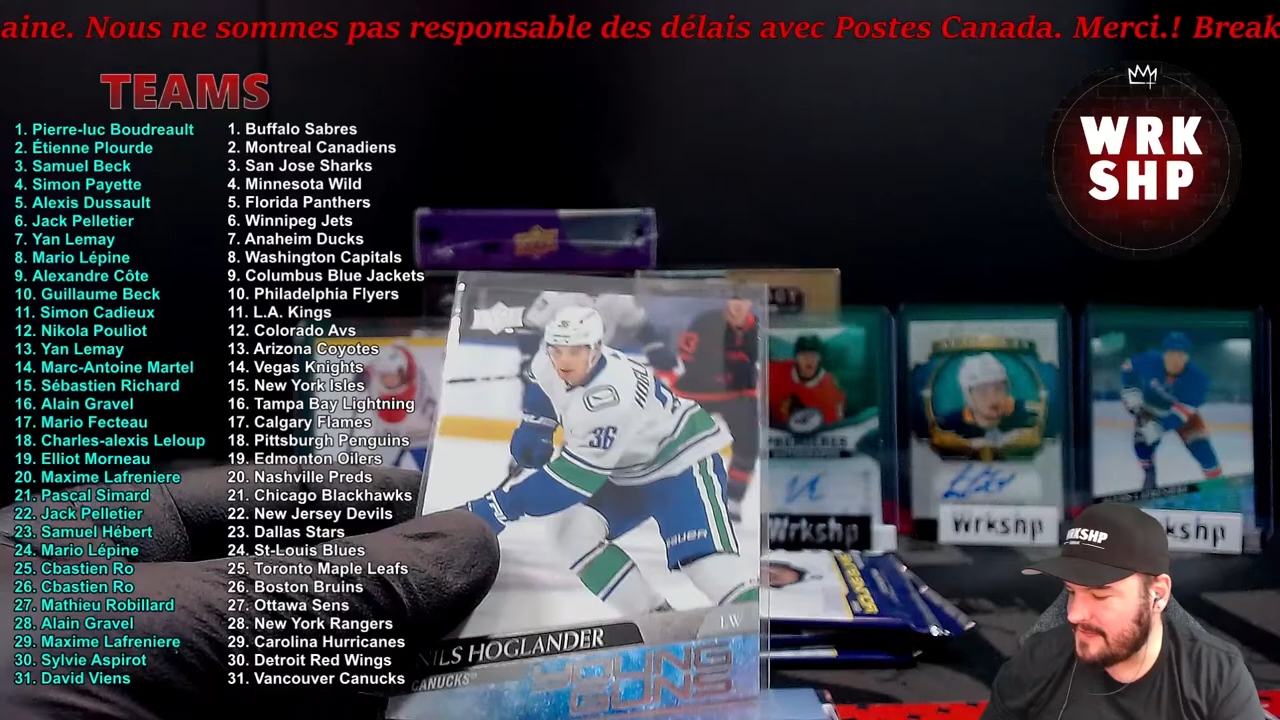 aine. Nous ne sommes pas responsable des délais avec Postes Canada. Merci.! Break
TEAMS
1. Pierre-luc Boudreault
2. Étienne Plourde
3. Samuel Beck
4. Simon Payette
5. Alexis Dussault
6. Jack Pelletier
7. Yan Lemay
8. Mario Lépine
9. Alexandre Côte
10. Guillaume Beck
11. Simon Cadieux
12. Nikola Pouliot
13. Yan Lemay
14. Marc-Antoine Martel
15. Sébastien Richard
16. Alain Gravel
17. Mario Fecteau
18. Charles-alexis Leloup
19. Elliot Morneau
20. Maxime Lafreniere
21. Pascal Simard
22. Jack Pelletier
23. Samuel Hébert
24. Mario Lépine
25. Cbastien Ro
26. Cbastien Ro
27. Mathieu Robillard
28. Alain Gravel
29. Maxime Lafreniere
30. Sylvie Aspirot
31. David Viens
1. Buffalo Sabres
2. Montreal Canadiens
3. San Jose Sharks
4. Minnesota Wild
5. Florida Panthers
6. Winnipeg Jets
7. Anaheim Ducks
8. Washington Capitals
9. Columbus Blue Jackets
10. Philadelphia Flyers
11. L.A. Kings
12. Colorado Avs
13. Arizona Coyotes
14. Vegas Knights
15. New York Isles
16. Tampa Bay Lightning
17. Calgary Flames
18. Pittsburgh Penguins
19. Edmonton Oilers
20. Nashville Preds
21. Chicago Blackhawks
22. New Jersey Devils
23. Dallas Stars
24. St-Louis Blues
25. Toronto Maple Leafs
26. Boston Bruins
27. Ottawa Sens
28. New York Rangers
29. Carolina Hurricanes
30. Detroit Red Wings
31. Vancouver Canucks
WRK
SHP
36
BAUER
LW
NILS HOGLANDER
CANUCKS
YOUNG
GUNS
Wrkshp
Wrkshp
kshp
WRKSHP